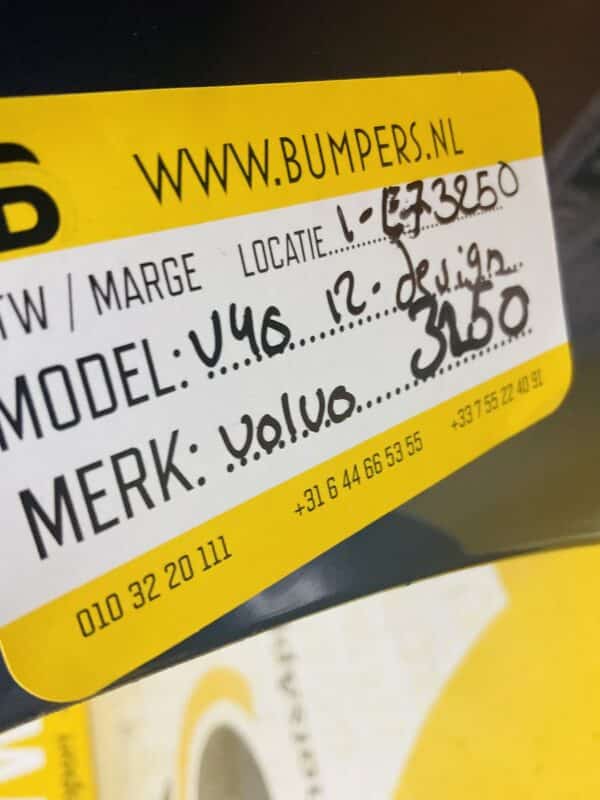 WWW.BUMPERS.NL
TW / MARGE LOCATIE 1-E73250
MODEL: V40 12- design
MERK: volvo 3250
010 32 20 111 +31 6 44 66 53 55 +33 7 55 22 40 91